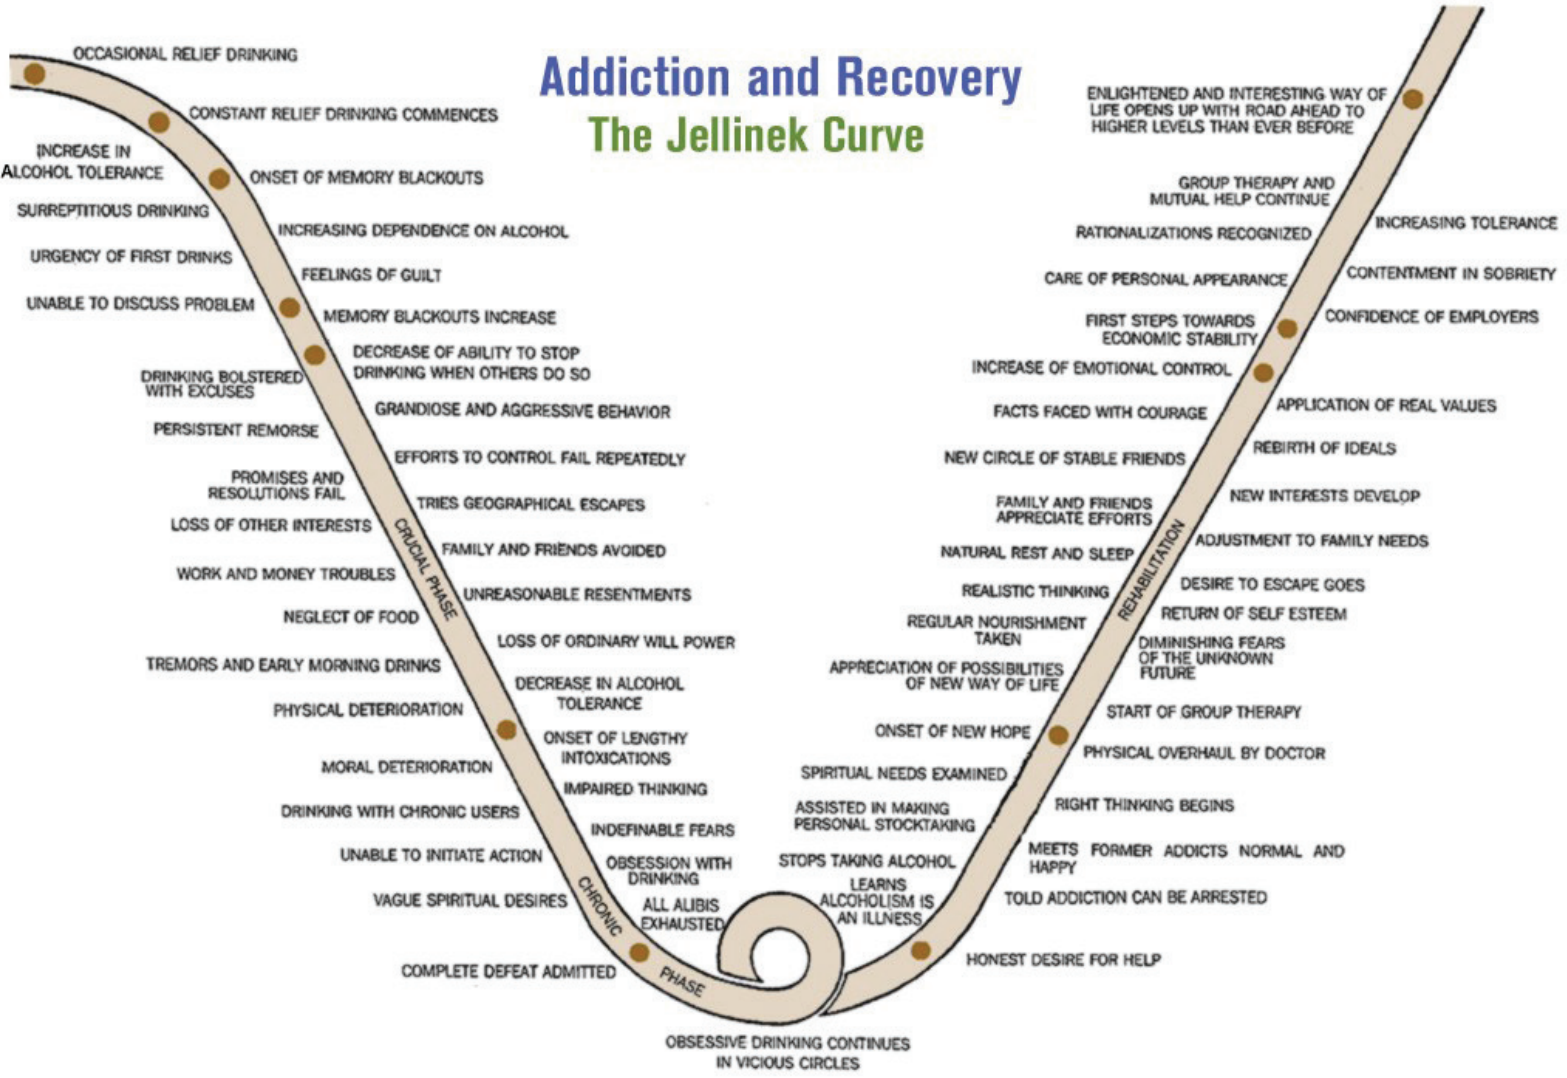 Addiction and Recovery
The Jellinek Curve
OCCASIONAL RELIEF DRINKING
CONSTANT RELIEF DRINKING COMMENCES
INCREASE IN
ALCOHOL TOLERANCE
ONSET OF MEMORY BLACKOUTS
SURREPTITIOUS DRINKING
INCREASING DEPENDENCE ON ALCOHOL
URGENCY OF FIRST DRINKS
FEELINGS OF GUILT
UNABLE TO DISCUSS PROBLEM
MEMORY BLACKOUTS INCREASE
DECREASE OF ABILITY TO STOP
DRINKING WHEN OTHERS DO SO
DRINKING BOLSTERED
WITH EXCUSES
GRANDIOSE AND AGGRESSIVE BEHAVIOR
PERSISTENT REMORSE
EFFORTS TO CONTROL FAIL REPEATEDLY
PROMISES AND
RESOLUTIONS FAIL
TRIES GEOGRAPHICAL ESCAPES
LOSS OF OTHER INTERESTS
CRUCIAL PHASE
FAMILY AND FRIENDS AVOIDED
WORK AND MONEY TROUBLES
UNREASONABLE RESENTMENTS
NEGLECT OF FOOD
LOSS OF ORDINARY WILL POWER
TREMORS AND EARLY MORNING DRINKS
DECREASE IN ALCOHOL
TOLERANCE
PHYSICAL DETERIORATION
ONSET OF LENGTHY
INTOXICATIONS
MORAL DETERIORATION
IMPAIRED THINKING
DRINKING WITH CHRONIC USERS
INDEFINABLE FEARS
UNABLE TO INITIATE ACTION
OBSESSION WITH
DRINKING
VAGUE SPIRITUAL DESIRES
CHRONIC
PHASE
ALL ALIBIS
EXHAUSTED
COMPLETE DEFEAT ADMITTED
OBSESSIVE DRINKING CONTINUES
IN VICIOUS CIRCLES
ENLIGHTENED AND INTERESTING WAY OF
LIFE OPENS UP WITH ROAD AHEAD TO
HIGHER LEVELS THAN EVER BEFORE
GROUP THERAPY AND
MUTUAL HELP CONTINUE
INCREASING TOLERANCE
RATIONALIZATIONS RECOGNIZED
CONTENTMENT IN SOBRIETY
CARE OF PERSONAL APPEARANCE
CONFIDENCE OF EMPLOYERS
FIRST STEPS TOWARDS
ECONOMIC STABILITY
INCREASE OF EMOTIONAL CONTROL
APPLICATION OF REAL VALUES
FACTS FACED WITH COURAGE
REBIRTH OF IDEALS
NEW CIRCLE OF STABLE FRIENDS
NEW INTERESTS DEVELOP
FAMILY AND FRIENDS
APPRECIATE EFFORTS
ADJUSTMENT TO FAMILY NEEDS
NATURAL REST AND SLEEP
REHABILITATION
DESIRE TO ESCAPE GOES
REALISTIC THINKING
RETURN OF SELF ESTEEM
REGULAR NOURISHMENT
TAKEN
DIMINISHING FEARS
OF THE UNKNOWN
FUTURE
APPRECIATION OF POSSIBILITIES
OF NEW WAY OF LIFE
START OF GROUP THERAPY
ONSET OF NEW HOPE
PHYSICAL OVERHAUL BY DOCTOR
SPIRITUAL NEEDS EXAMINED
RIGHT THINKING BEGINS
ASSISTED IN MAKING
PERSONAL STOCKTAKING
MEETS FORMER ADDICTS NORMAL AND
HAPPY
STOPS TAKING ALCOHOL
TOLD ADDICTION CAN BE ARRESTED
LEARNS
ALCOHOLISM IS
AN ILLNESS
HONEST DESIRE FOR HELP